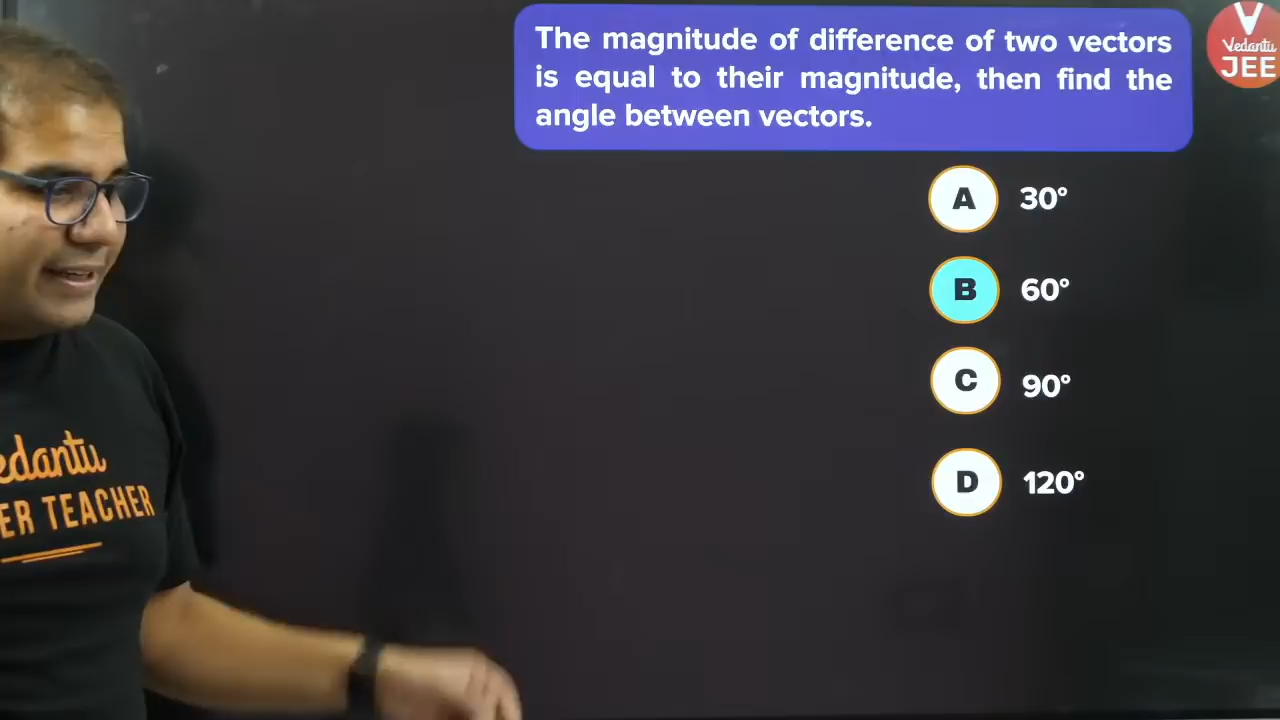 The magnitude of difference of two vectors
is equal to their magnitude, then find the
angle between vectors.
V
Vedantu
JEE
A 30°
B 60°
C 90°
D 120°
edantu
ER TEACHER